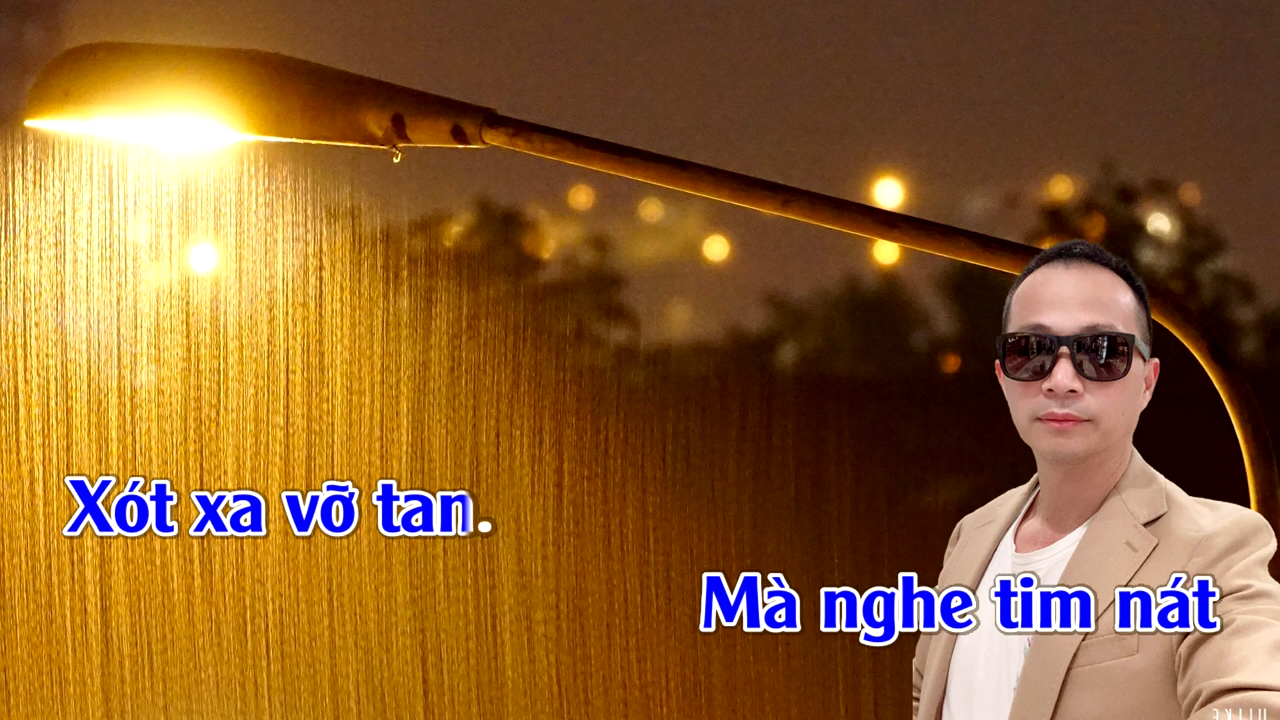 Xót xa vỡ tan.
Mà nghe tim nát